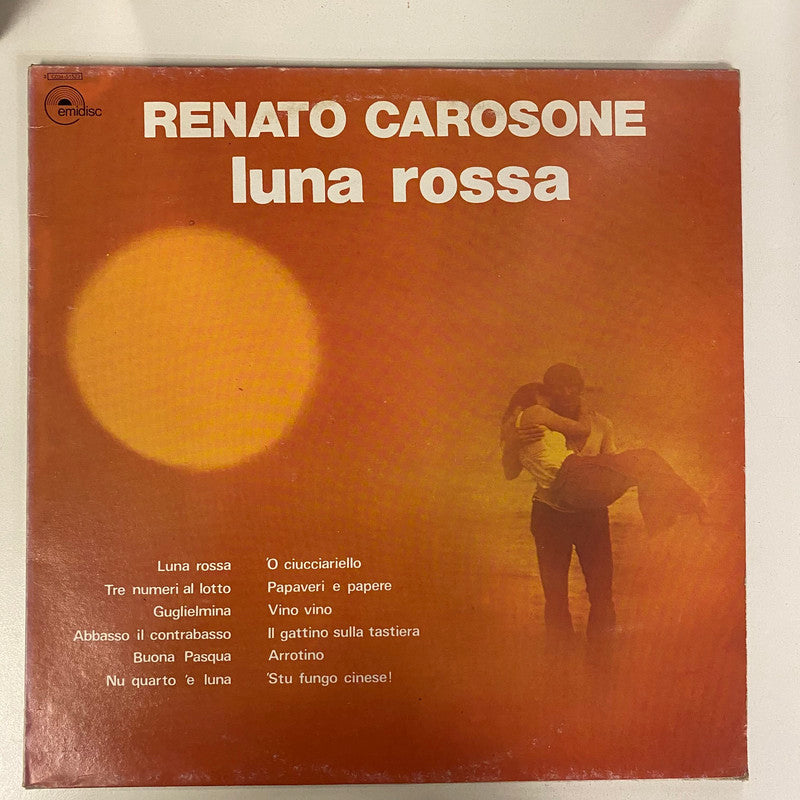 emidisc
RENATO CAROSONE
luna rossa
Luna rossa
Tre numeri al lotto
Guglielmina
Abbasso il contrabasso
Buona Pasqua
Nu quarto 'e luna
'O ciucciariello
Papaveri e papere
Vino vino
Il gattino sulla tastiera
Arrotino
'Stu fungo cinese!